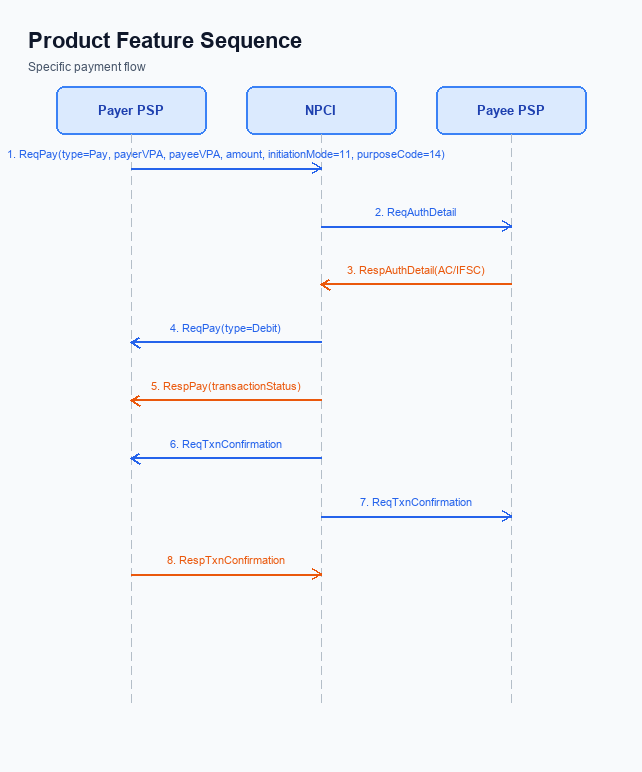 Product Feature Sequence
Specific payment flow
Payer PSP
NPCI
Payee PSP
1. ReqPay(type=Pay, payerVPA, payeeVPA, amount, initiationMode=11, purposeCode=14)
2. ReqAuthDetail
3. RespAuthDetail(AC/IFSC)
4. ReqPay(type=Debit)
5. RespPay(transactionStatus)
6. ReqTxnConfirmation
7. ReqTxnConfirmation
8. RespTxnConfirmation